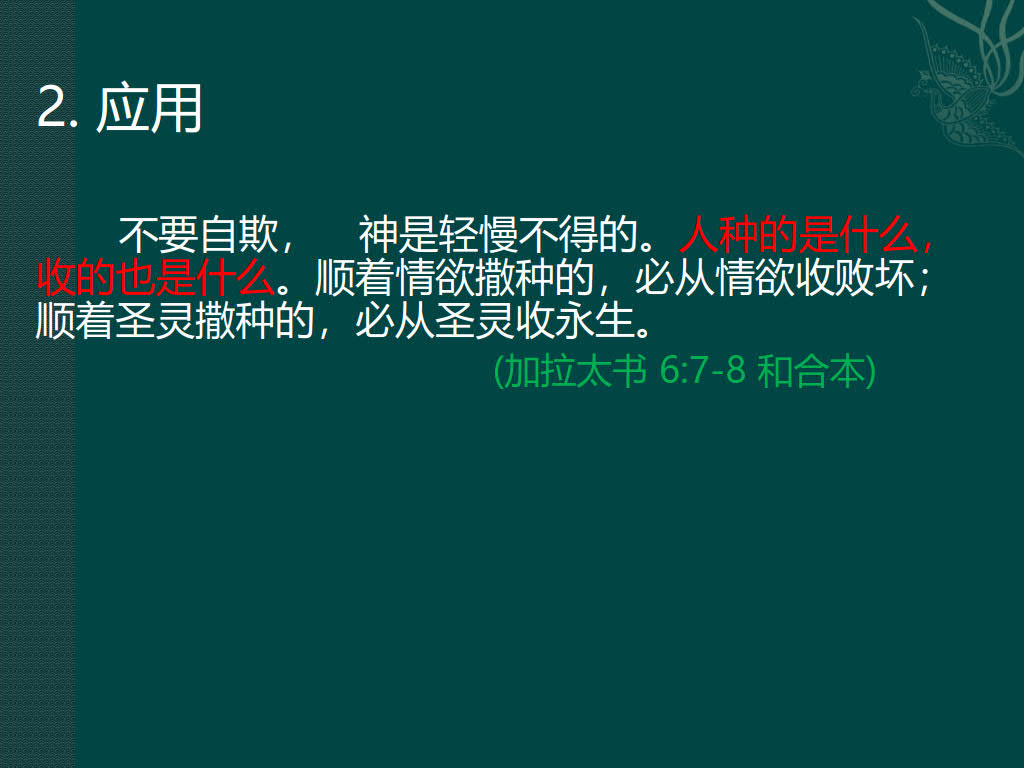 2. 应用
不要自欺， 神是轻慢不得的。人种的是什么，
收的也是什么。顺着情欲撒种的，必从情欲收败坏；
顺着圣灵撒种的，必从圣灵收永生。
(加拉太书 6:7-8 和合本)